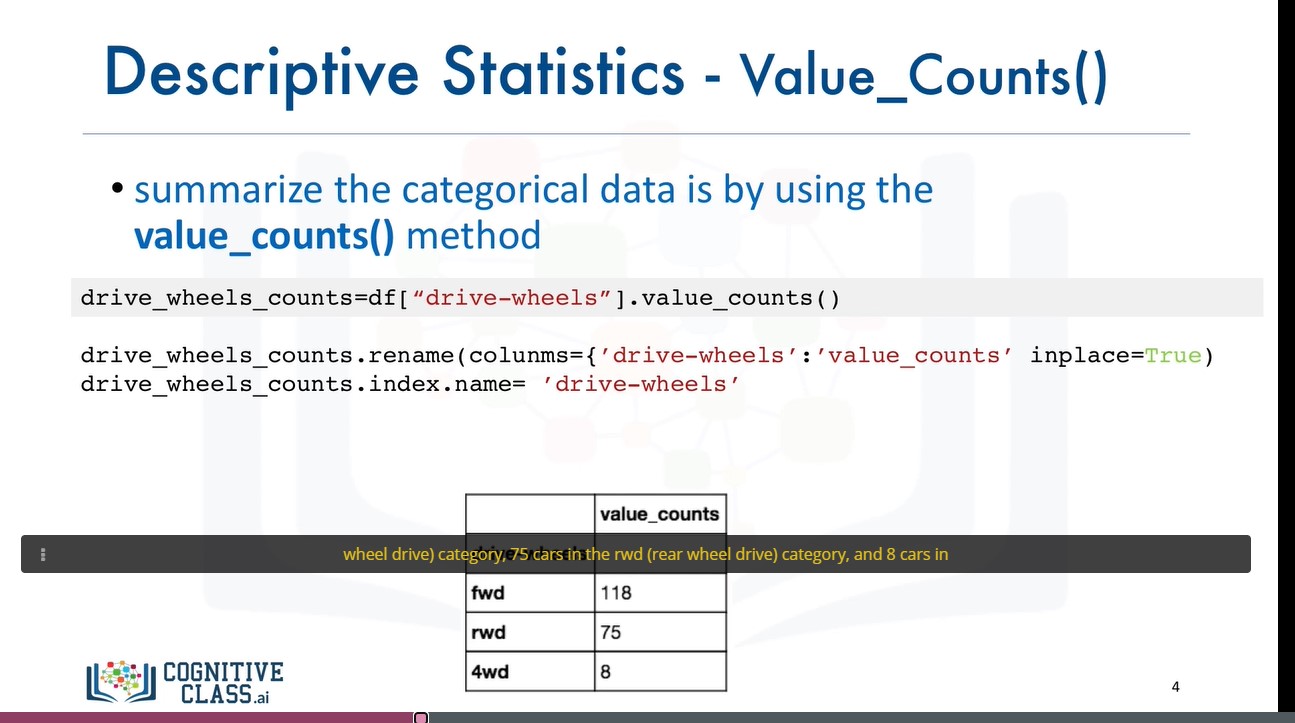 Descriptive Statistics - Value_Counts()
• summarize the categorical data is by using the
value_counts() method
drive_wheels_counts=df[“drive-wheels”].value_counts()
drive_wheels_counts.rename(colunms={’drive-wheels’:’value_counts’ inplace=True)
drive_wheels_counts.index.name= ’drive-wheels’
value_counts
drive-wheels
wheel drive) category, 75 cars in the rwd (rear wheel drive) category, and 8 cars in
fwd 118
rwd 75
4wd 8
COGNITIVE
CLASS.ai
4